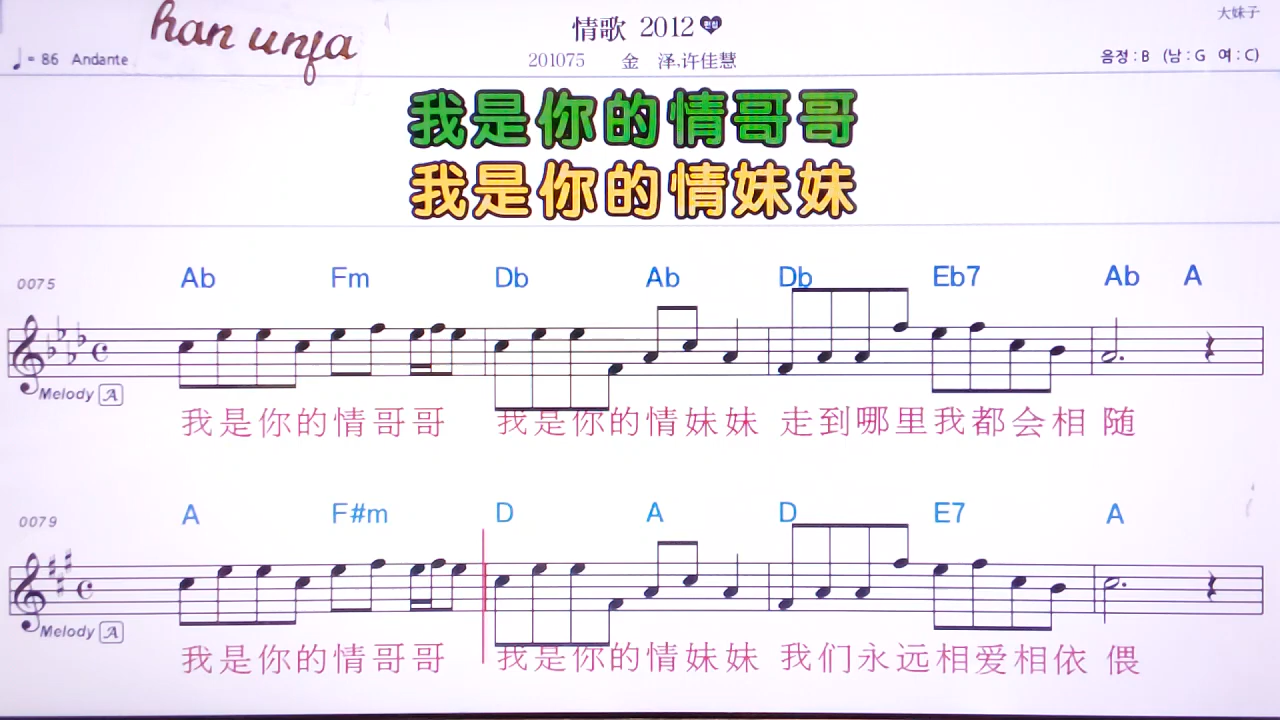 han unja
情歌 2012
大妹子
♩= 86 Andante
201075 金 泽,许佳慧
음정 : B (남 : G 여 : C)
我是你的情哥哥
我是你的情妹妹
0075
Ab Fm Db Ab Db Eb7 Ab A
Melody A
我是你的情哥哥 我是你的情妹妹 走到哪里我都会相 随
0079
A F#m D A D E7 A
Melody A
我是你的情哥哥 我是你的情妹妹 我们永远相爱相依 偎